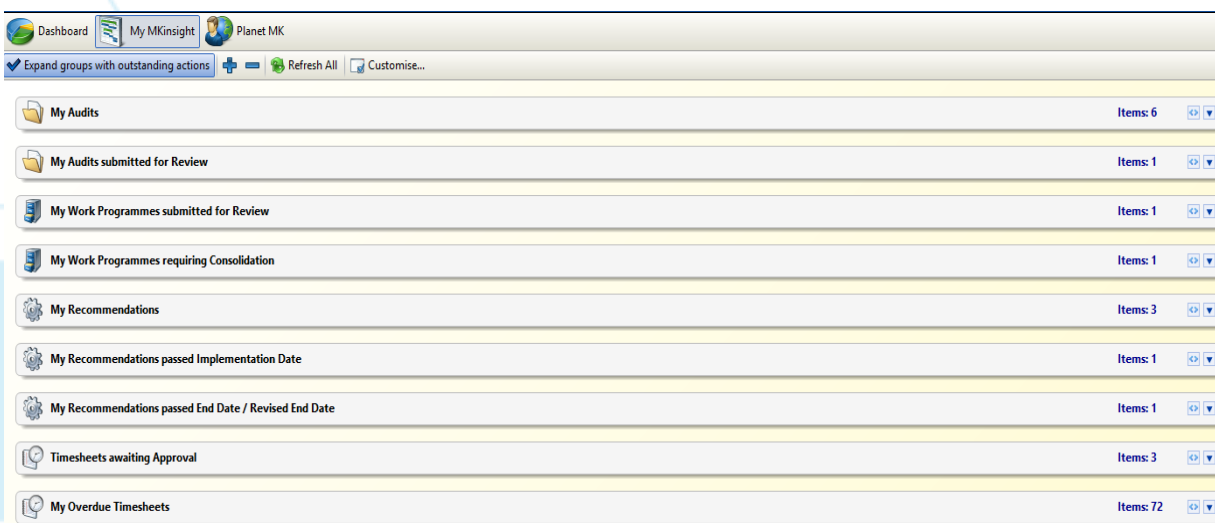 Dashboard My MKinsight Planet MK
Expand groups with outstanding actions Refresh All Customise...
My Audits Items: 6
My Audits submitted for Review Items: 1
My Work Programmes submitted for Review Items: 1
My Work Programmes requiring Consolidation Items: 1
My Recommendations Items: 3
My Recommendations passed Implementation Date Items: 1
My Recommendations passed End Date / Revised End Date Items: 1
Timesheets awaiting Approval Items: 3
My Overdue Timesheets Items: 72